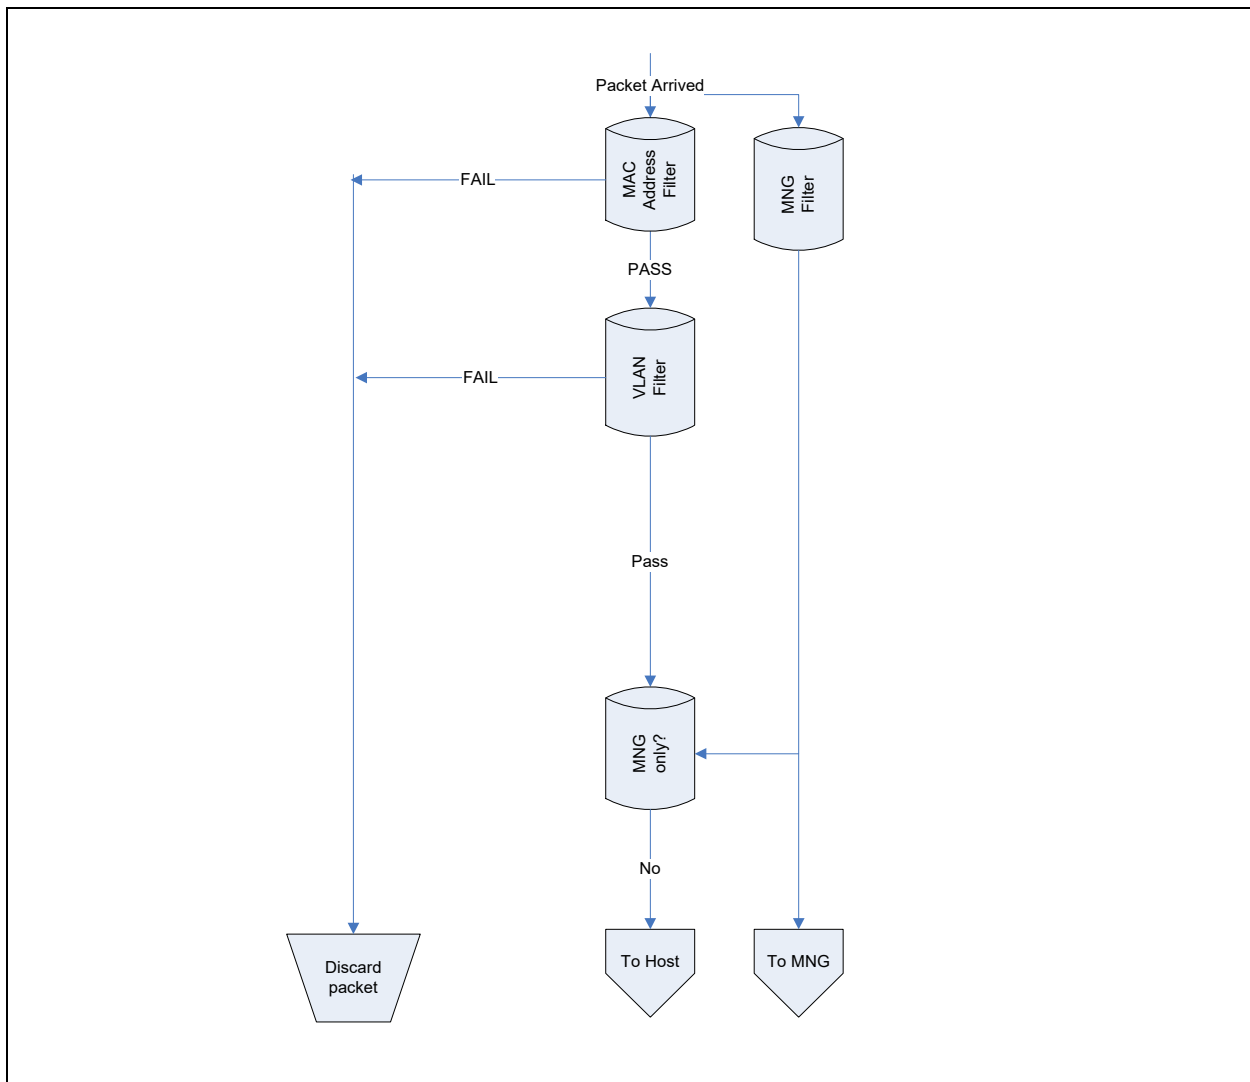 Packet Arrived
MAC
Address
Filter
MNG
Filter
FAIL
PASS
VLAN
Filter
FAIL
Pass
MNG
only?
No
Discard
packet
To Host
To MNG